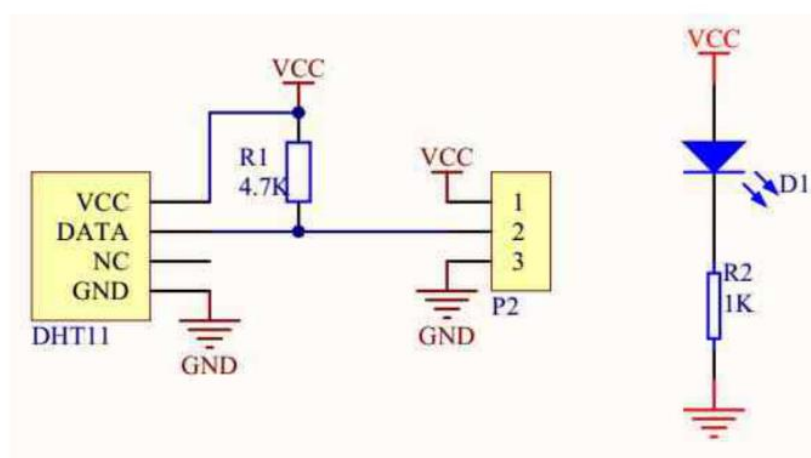 VCC
R1
4.7K
VCC
DATA
NC
GND
DHT11
GND
VCC
1
2
3
P2
GND
VCC
D1
R2
1K